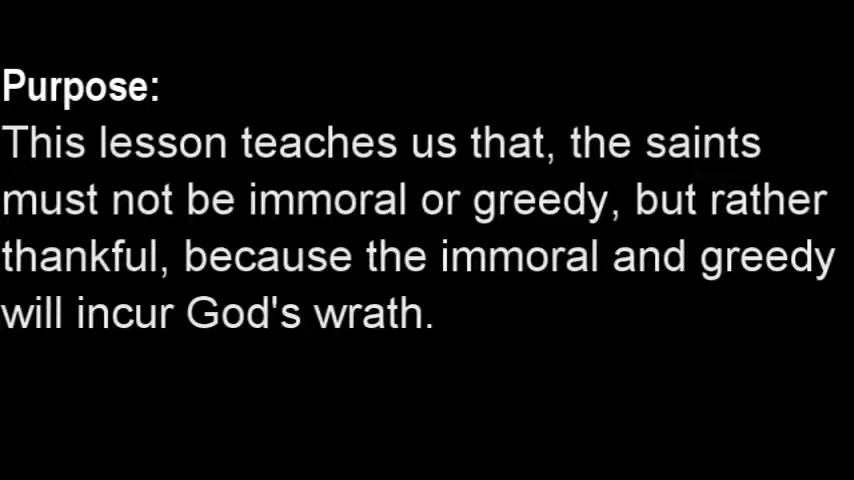 Purpose:
This lesson teaches us that, the saints
must not be immoral or greedy, but rather
thankful, because the immoral and greedy
will incur God's wrath.